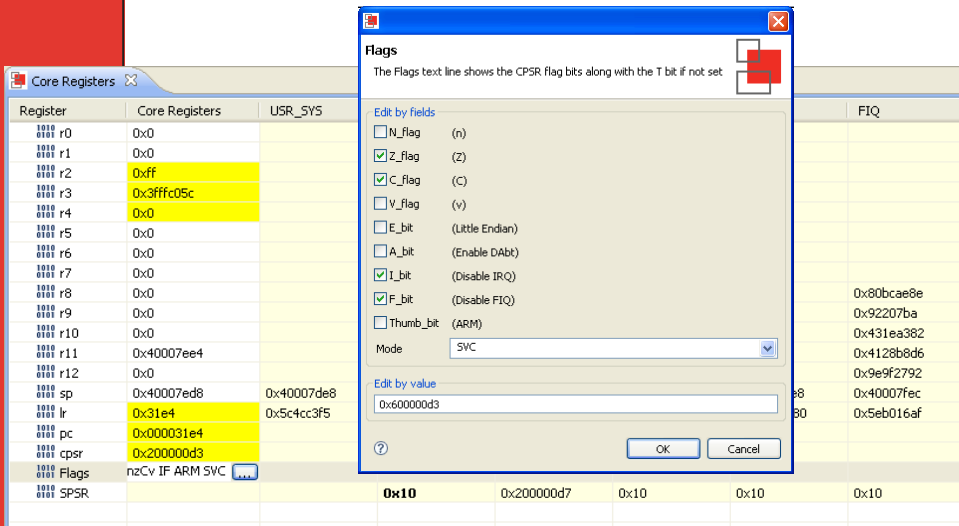 Flags
The Flags text line shows the CPSR flag bits along with the T bit if not set
Edit by fields
N_flag (n)
Z_flag (Z)
C_flag (C)
V_flag (v)
E_bit (Little Endian)
A_bit (Enable DAbt)
I_bit (Disable IRQ)
F_bit (Disable FIQ)
Thumb_bit (ARM)
Mode SVC
Edit by value
0x600000d3
? OK Cancel
Core Registers
Register Core Registers USR_SYS FIQ
r0 0x0
r1 0x0
r2 0xff
r3 0x3fffc05c
r4 0x0
r5 0x0
r6 0x0
r7 0x0
r8 0x0 0x80bcae8e
r9 0x0 0x92207ba
r10 0x0 0x431ea382
r11 0x40007ee4 0x4128b8d6
r12 0x0 0x9e9f2792
sp 0x40007ed8 0x40007de8 e8 0x40007fec
lr 0x31e4 0x5c4cc3f5 80 0x5eb016af
pc 0x000031e4
cpsr 0x200000d3
Flags nzCv IF ARM SVC ...
SPSR 0x10 0x200000d7 0x10 0x10 0x10